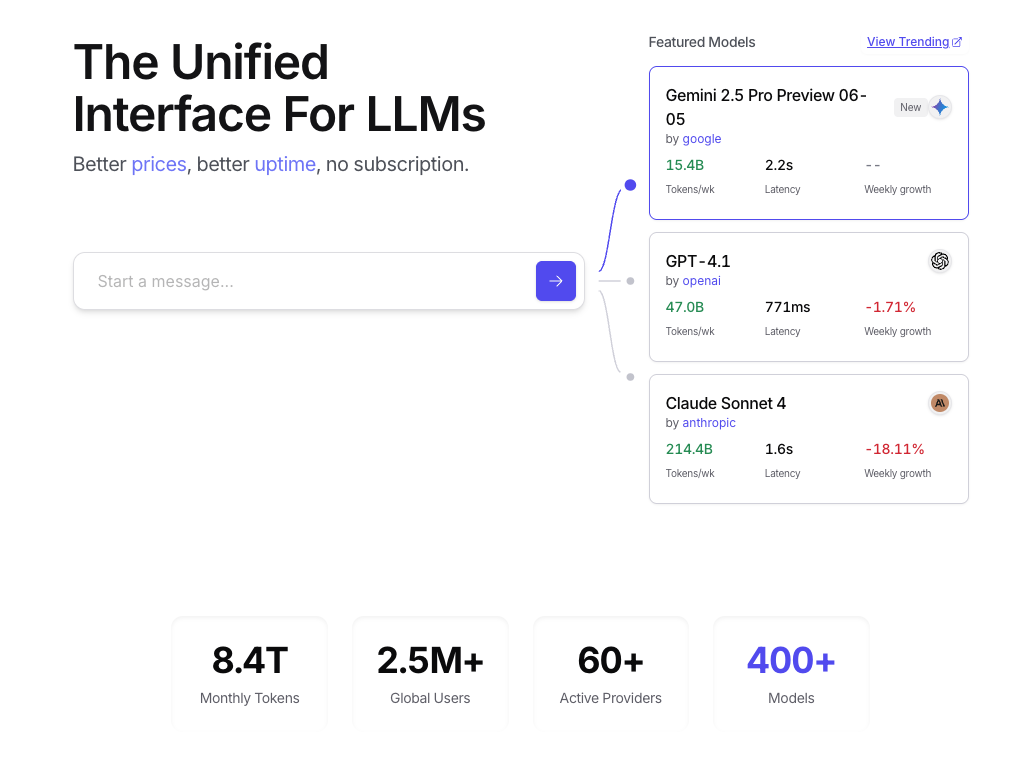 The Unified
Interface For LLMs
Better prices, better uptime, no subscription.
Start a message...
Featured Models
View Trending
Gemini 2.5 Pro Preview 06-
05
New
by google
15.4B 2.2s --
Tokens/wk Latency Weekly growth
GPT-4.1
by openai
47.0B 771ms -1.71%
Tokens/wk Latency Weekly growth
Claude Sonnet 4
by anthropic
214.4B 1.6s -18.11%
Tokens/wk Latency Weekly growth
8.4T
Monthly Tokens
2.5M+
Global Users
60+
Active Providers
400+
Models